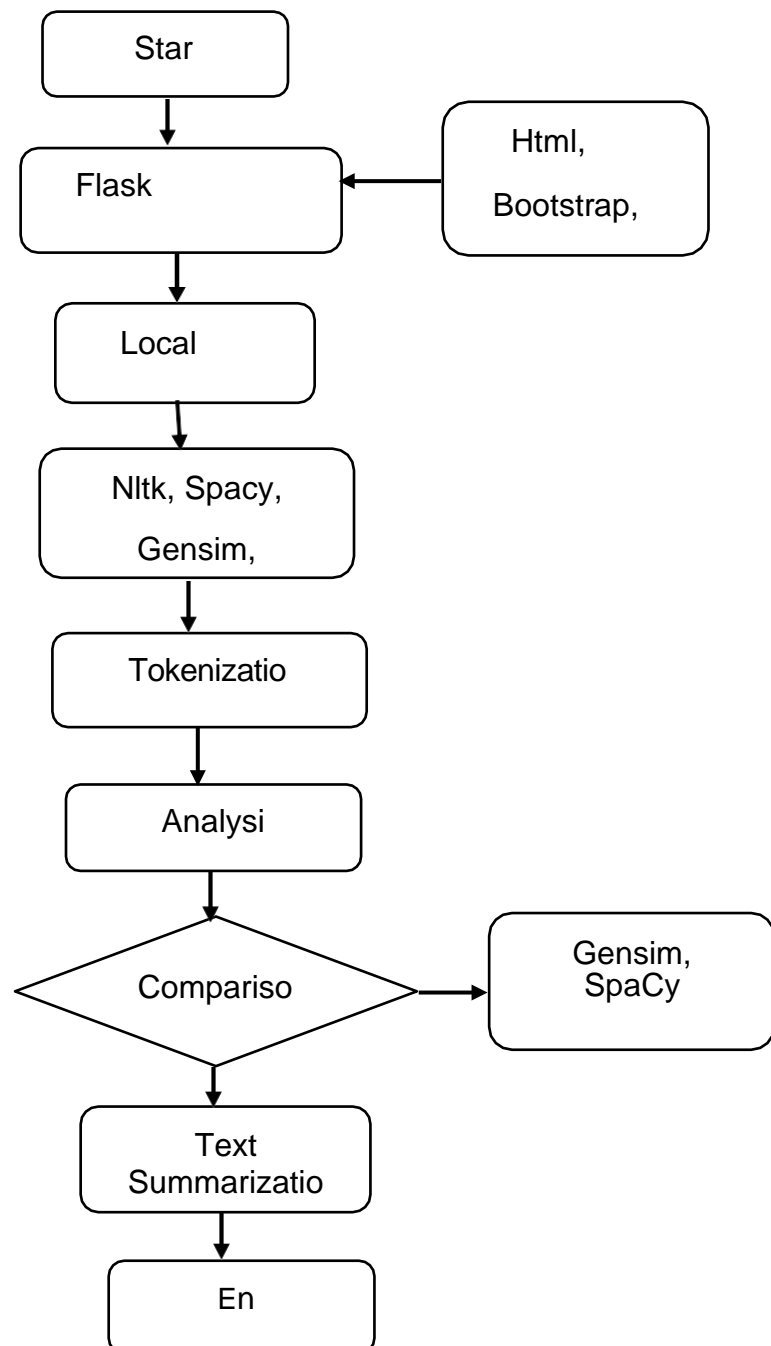 Star
Html,
Flask
Bootstrap,
Local
Nltk, Spacy,
Gensim,
Tokenizatio
Analysi
Compariso
Gensim,
SpaCy
Text
Summarizatio
En